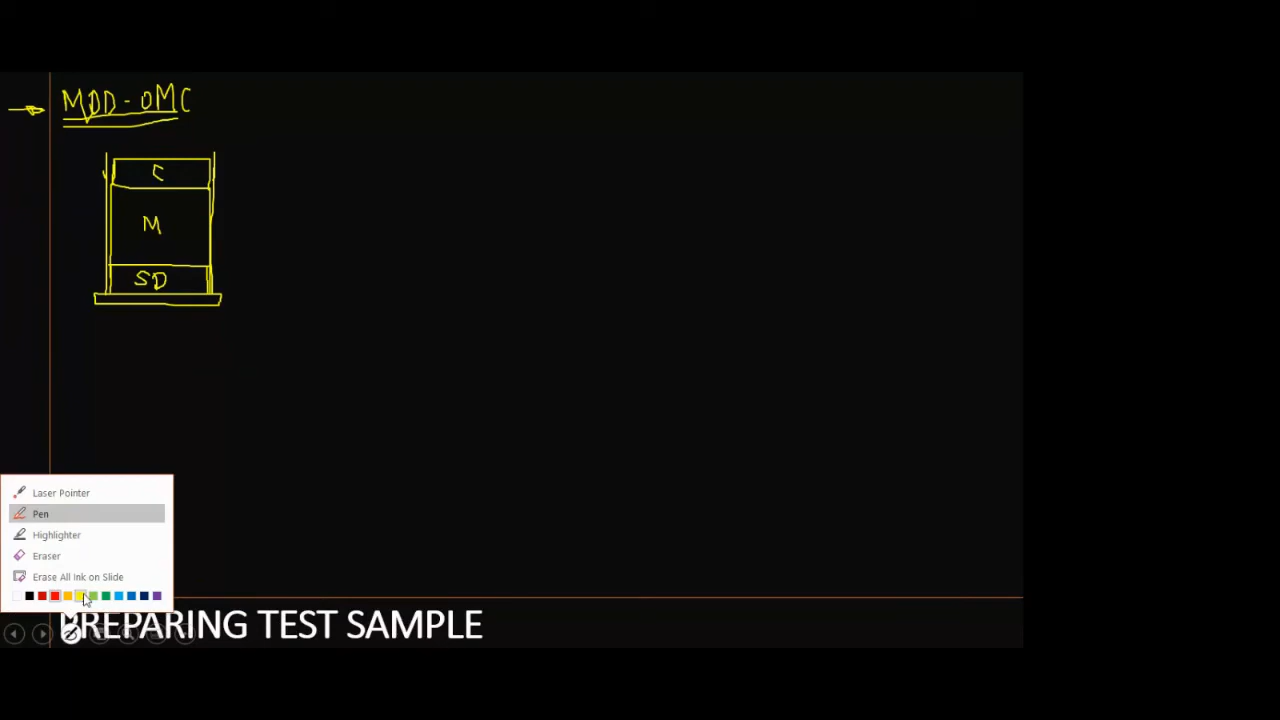 MDD - OMC
C
M
SD
Laser Pointer
Pen
Highlighter
Eraser
Erase All Ink on Slide
PREPARING TEST SAMPLE